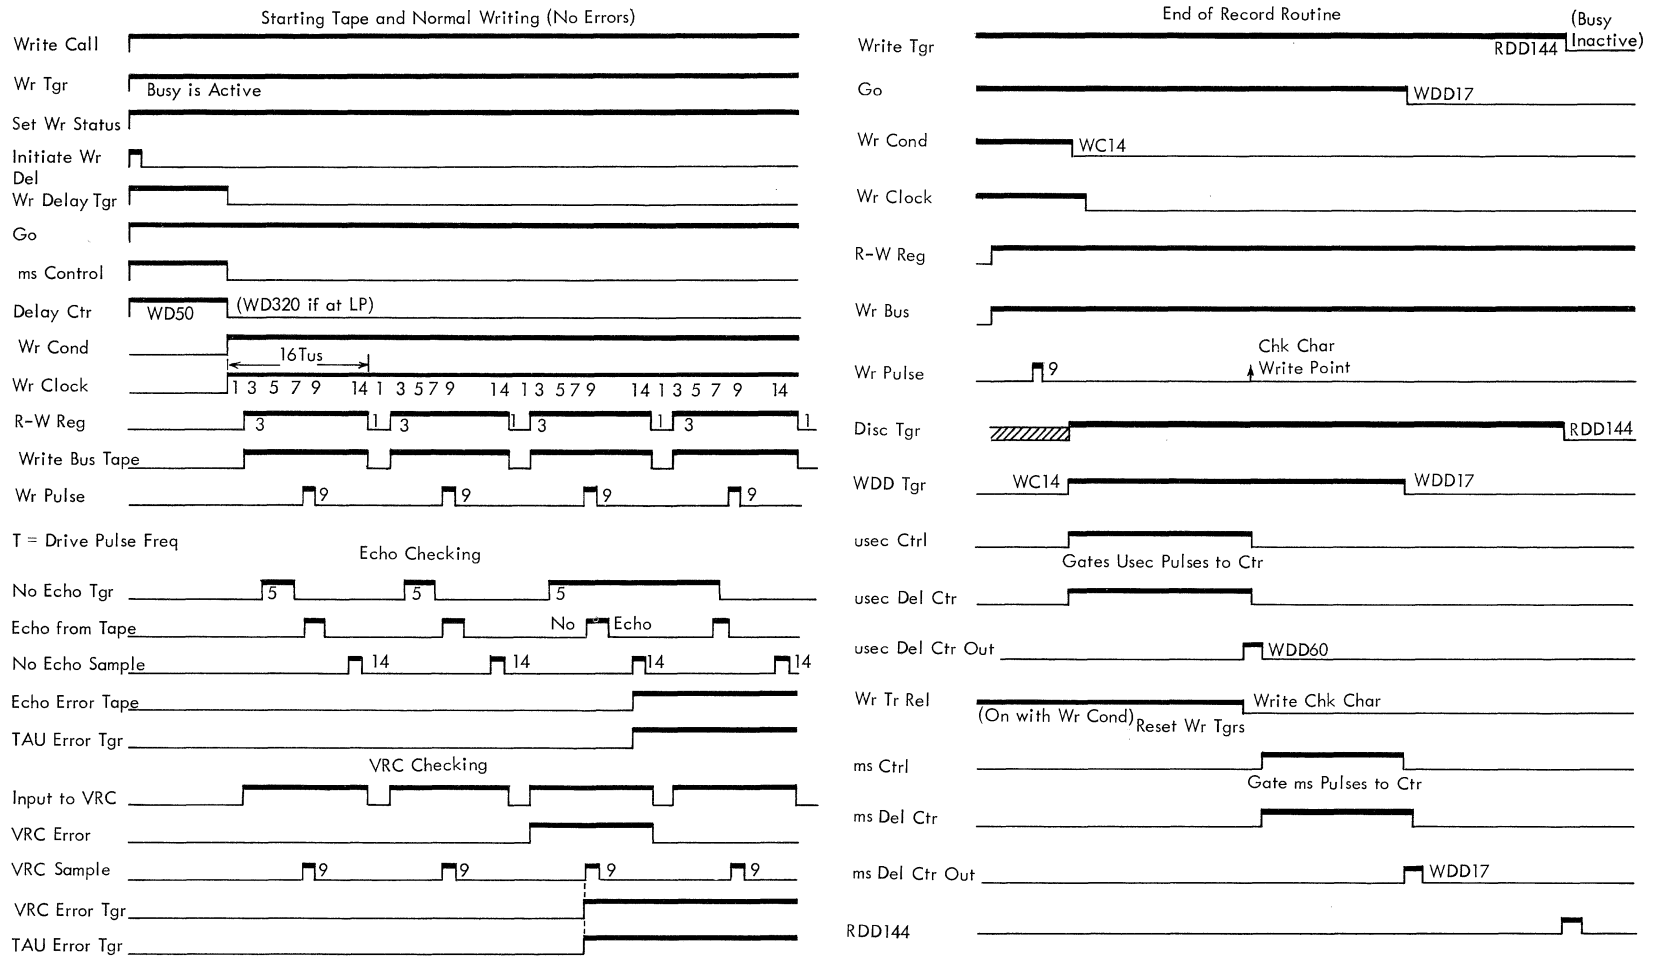 Starting Tape and Normal Writing (No Errors)
Write Call
Wr Tgr
Busy is Active
Set Wr Status
Initiate Wr
Del
Wr Delay Tgr
Go
ms Control
Delay Ctr
WD50
(WD320 if at LP)
Wr Cond
16Tus
Wr Clock
1 3 5 7 9 14 1 3 5 7 9 14 1 3 5 7 9 14 1 3 5 7 9 14
R-W Reg
3 1 3 1 3 1 3 1
Write Bus Tape
Wr Pulse
9 9 9 9
T = Drive Pulse Freq
Echo Checking
No Echo Tgr
5 5 5
Echo from Tape
No Echo
No Echo Sample
14 14 14 14
Echo Error Tape
TAU Error Tgr
VRC Checking
Input to VRC
VRC Error
VRC Sample
9 9 9 9
VRC Error Tgr
TAU Error Tgr
End of Record Routine
(Busy
Inactive)
Write Tgr
RDD144
Go
WDD17
Wr Cond
WC14
Wr Clock
R-W Reg
Wr Bus
Chk Char
Write Point
Wr Pulse
9
Disc Tgr
RDD144
WDD Tgr
WC14
WDD17
usec Ctrl
Gates Usec Pulses to Ctr
usec Del Ctr
usec Del Ctr Out
WDD60
Wr Tr Rel
Write Chk Char
(On with Wr Cond)
Reset Wr Tgrs
ms Ctrl
Gate ms Pulses to Ctr
ms Del Ctr
ms Del Ctr Out
WDD17
RDD144